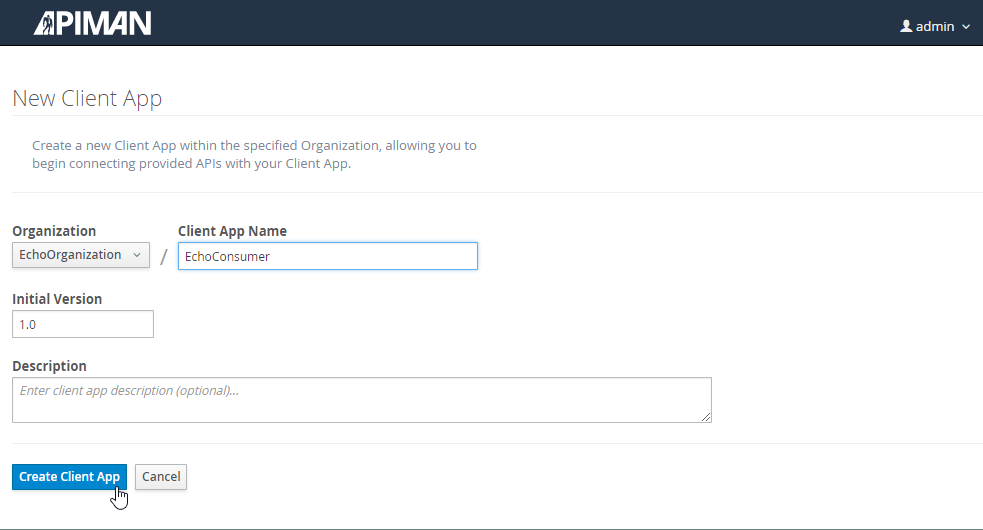 APIMAN
admin
New Client App
Create a new Client App within the specified Organization, allowing you to
begin connecting provided APIs with your Client App.
Organization
Client App Name
EchoOrganization
/
EchoConsumer
Initial Version
1.0
Description
Enter client app description (optional)...
Create Client App
Cancel